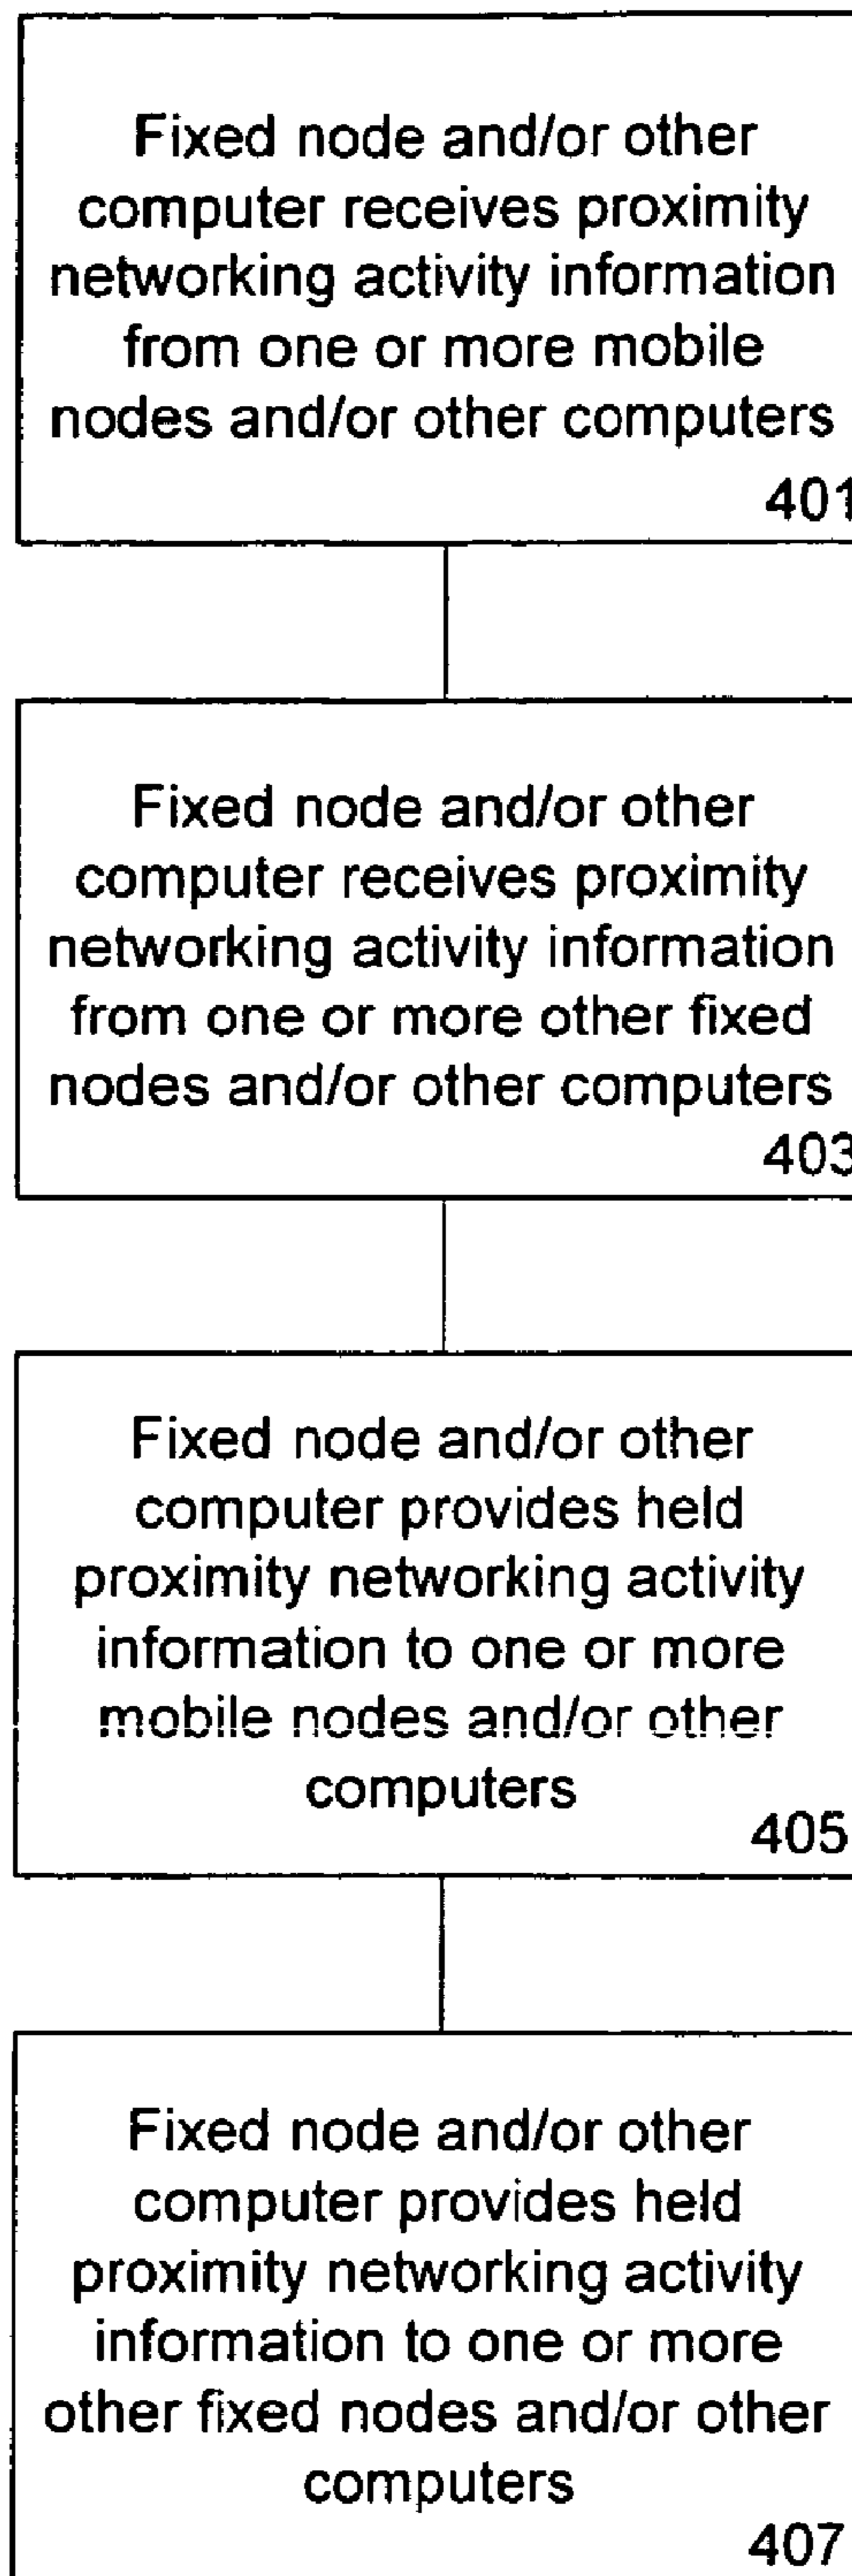 Fixed node and/or other
computer receives proximity
networking activity information
from one or more mobile
nodes and/or other computers
401
Fixed node and/or other
computer receives proximity
networking activity information
from one or more other fixed
nodes and/or other computers
403
Fixed node and/or other
computer provides held
proximity networking activity
information to one or more
mobile nodes and/or other
computers
405
Fixed node and/or other
computer provides held
proximity networking activity
information to one or more
other fixed nodes and/or other
computers
407